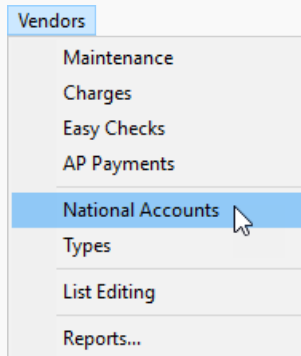 Vendors
Maintenance
Charges
Easy Checks
AP Payments
National Accounts
Types
List Editing
Reports...